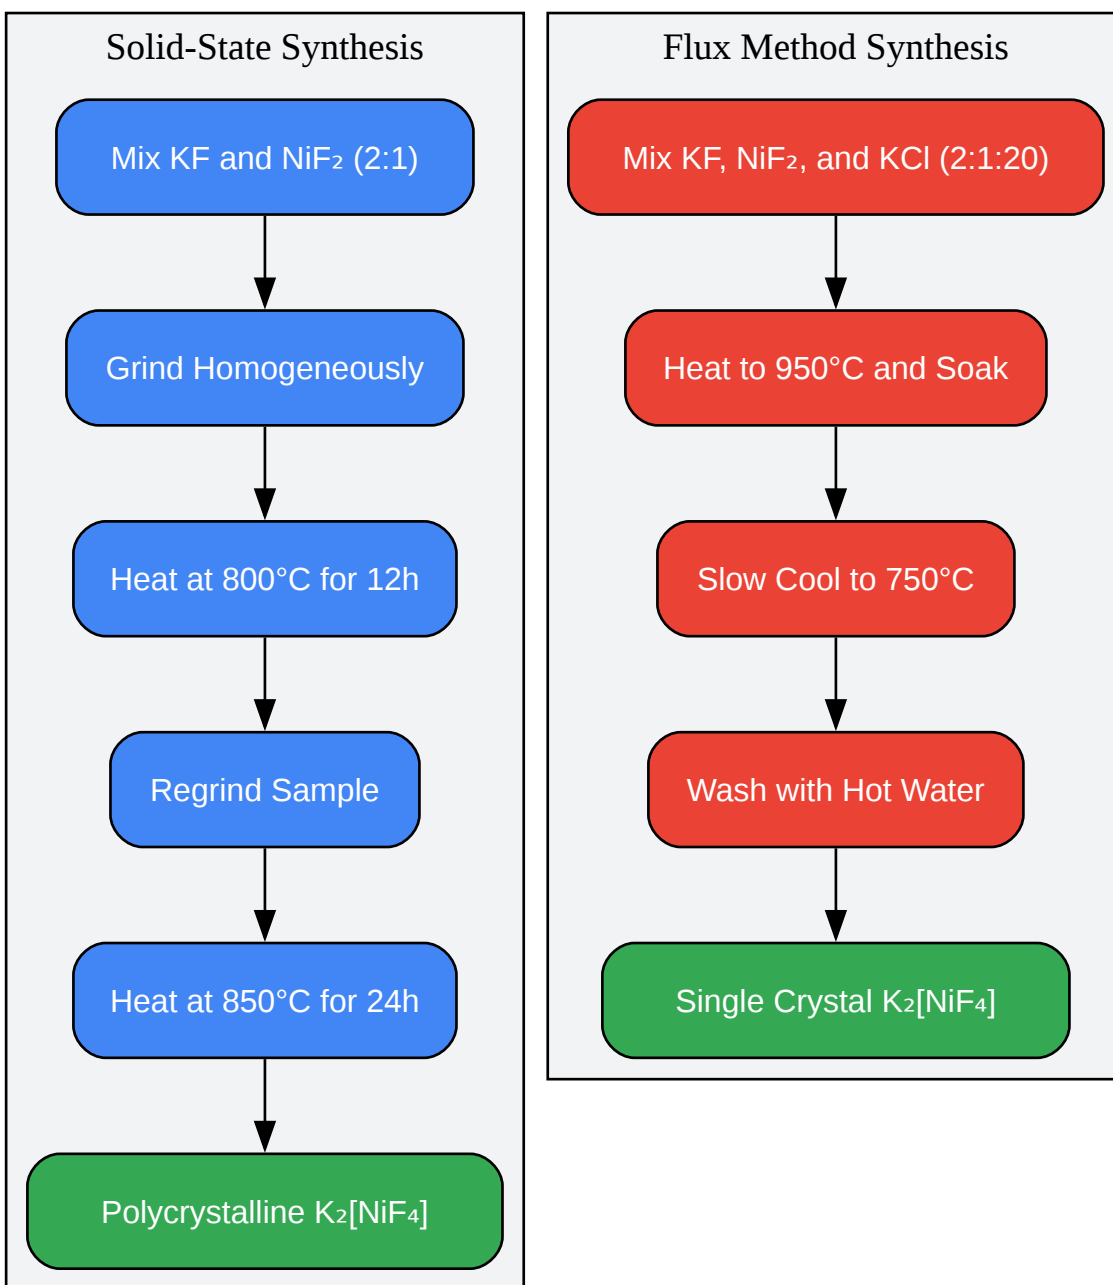 Solid-State Synthesis
Mix KF and NiF₂ (2:1)
Grind Homogeneously
Heat at 800°C for 12h
Regrind Sample
Heat at 850°C for 24h
Polycrystalline K₂[NiF₄]
Flux Method Synthesis
Mix KF, NiF₂, and KCl (2:1:20)
Heat to 950°C and Soak
Slow Cool to 750°C
Wash with Hot Water
Single Crystal K₂[NiF₄]